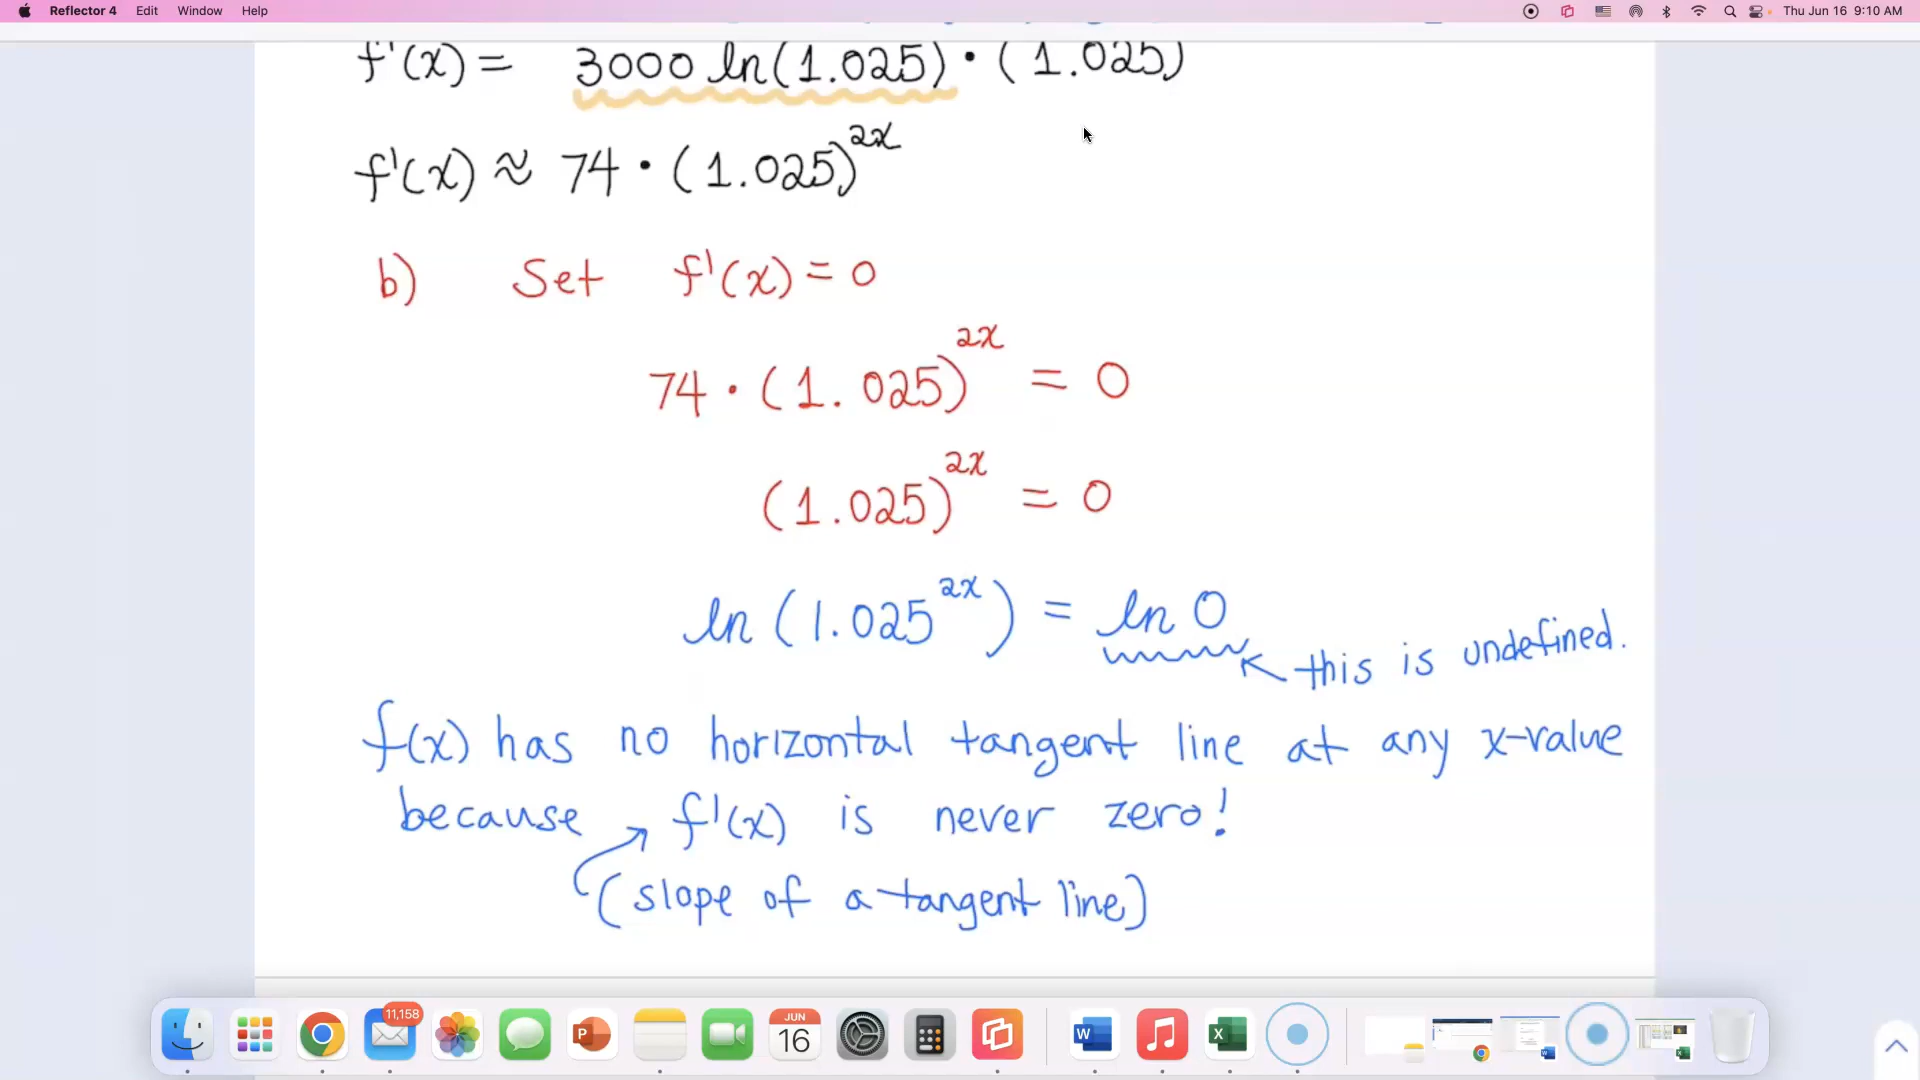 Reflector 4 Edit Window Help Thu Jun 16 9:10 AM
f'(x) = 3000 ln(1.025) • (1.025)
f'(x) ≈ 74 • (1.025)^2x
b) Set f'(x) = 0
74 • (1.025)^2x = 0
(1.025)^2x = 0
ln (1.025^2x) = ln 0
this is undefined.
f(x) has no horizontal tangent line at any x-value
because f'(x) is never zero!
(slope of a tangent line)
11,158
JUN
16
P
W
X